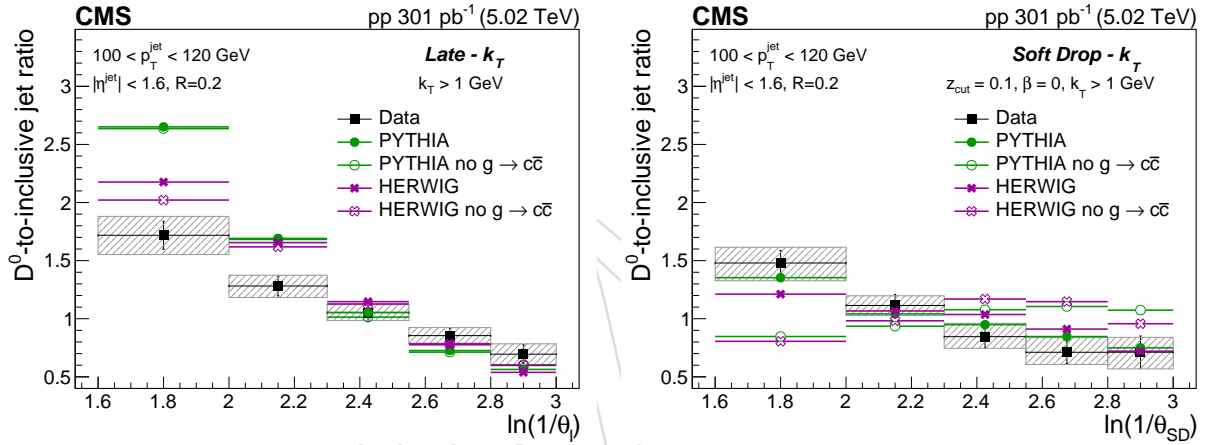 CMS
pp 301 pb⁻¹ (5.02 TeV)
100 < p_T^jet < 120 GeV
|η^jet| < 1.6, R=0.2
Late - k_T
k_T > 1 GeV
Data
PYTHIA
PYTHIA no g → cc̅
HERWIG
HERWIG no g → cc̅
D⁰-to-inclusive jet ratio
3
2.5
2
1.5
1
0.5
1.6 1.8 2 2.2 2.4 2.6 2.8 3
ln(1/θ_l)
CMS
pp 301 pb⁻¹ (5.02 TeV)
100 < p_T^jet < 120 GeV
|η^jet| < 1.6, R=0.2
Soft Drop - k_T
z_cut = 0.1, β = 0, k_T > 1 GeV
Data
PYTHIA
PYTHIA no g → cc̅
HERWIG
HERWIG no g → cc̅
D⁰-to-inclusive jet ratio
3
2.5
2
1.5
1
0.5
1.6 1.8 2 2.2 2.4 2.6 2.8 3
ln(1/θ_SD)